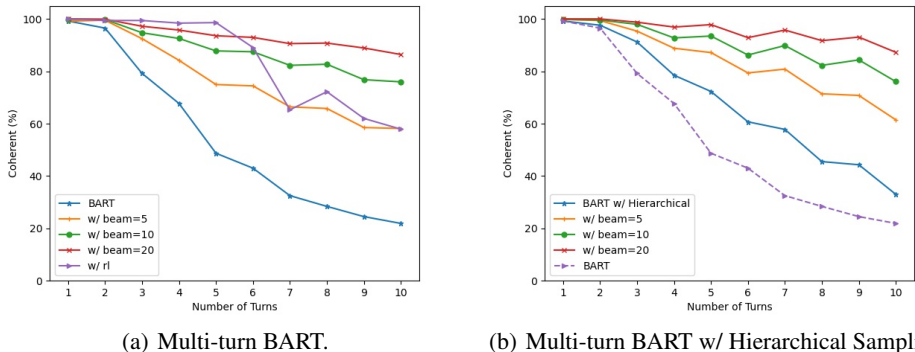 Coherent (%)
100
80
60
40
20
0
BART
w/ beam=5
w/ beam=10
w/ beam=20
w/ rl
1 2 3 4 5 6 7 8 9 10
Number of Turns
(a) Multi-turn BART.
Coherent (%)
100
80
60
40
20
0
BART w/ Hierarchical
w/ beam=5
w/ beam=10
w/ beam=20
BART
1 2 3 4 5 6 7 8 9 10
Number of Turns
(b) Multi-turn BART w/ Hierarchical Sampl